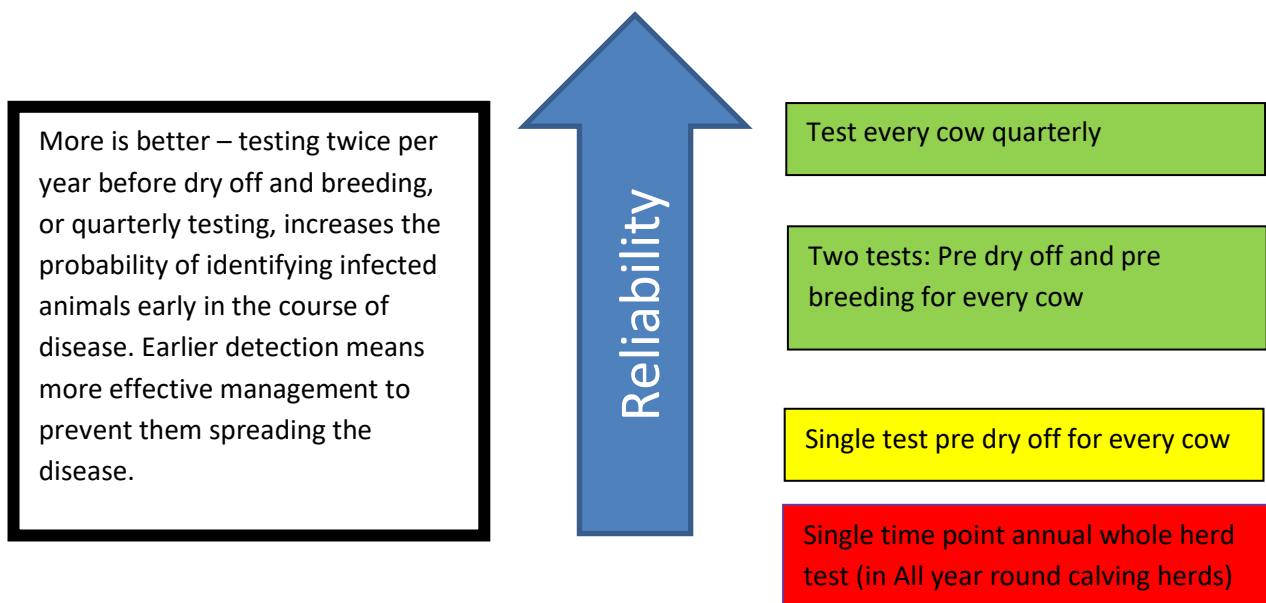 More is better – testing twice per
year before dry off and breeding,
or quarterly testing, increases the
probability of identifying infected
animals early in the course of
disease. Earlier detection means
more effective management to
prevent them spreading the
disease.
Reliability
Test every cow quarterly
Two tests: Pre dry off and pre
breeding for every cow
Single test pre dry off for every cow
Single time point annual whole herd
test (in All year round calving herds)